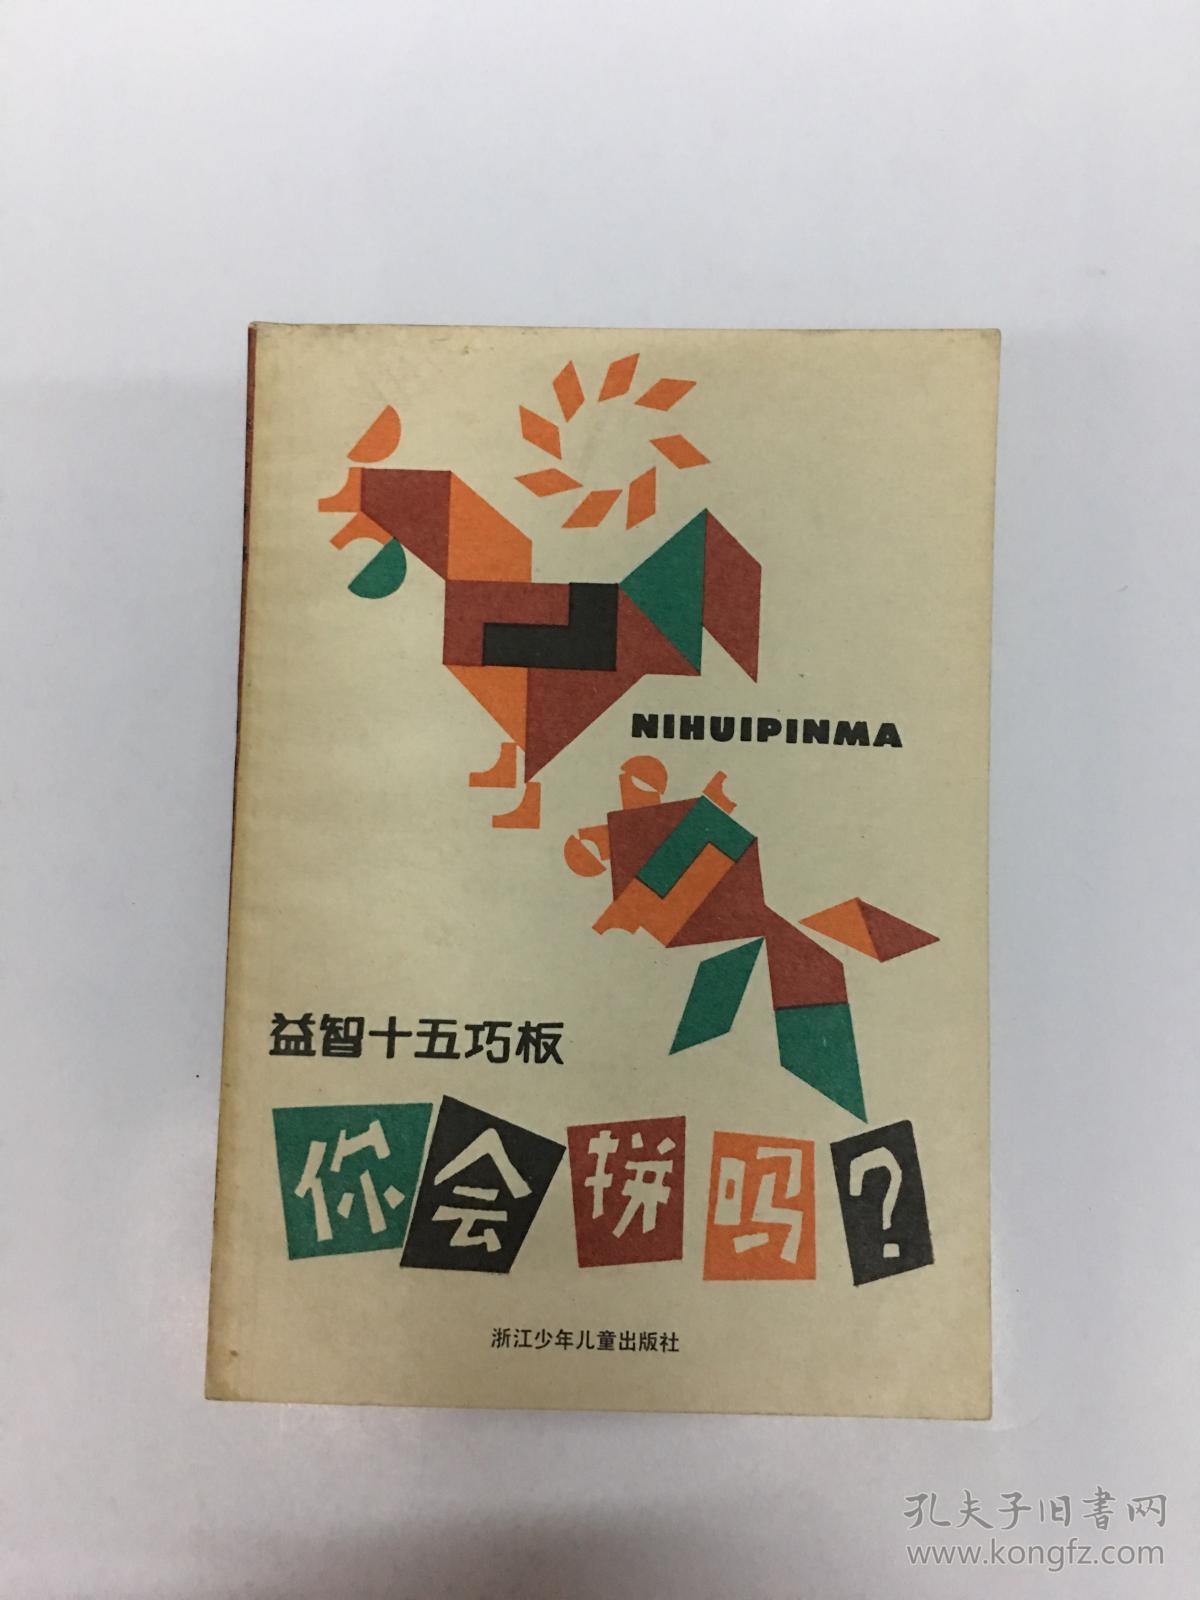 NIHUIPINMA
益智十五巧板
你会拼吗?
浙江少年儿童出版社
孔夫子旧书网
www.kongfz.com